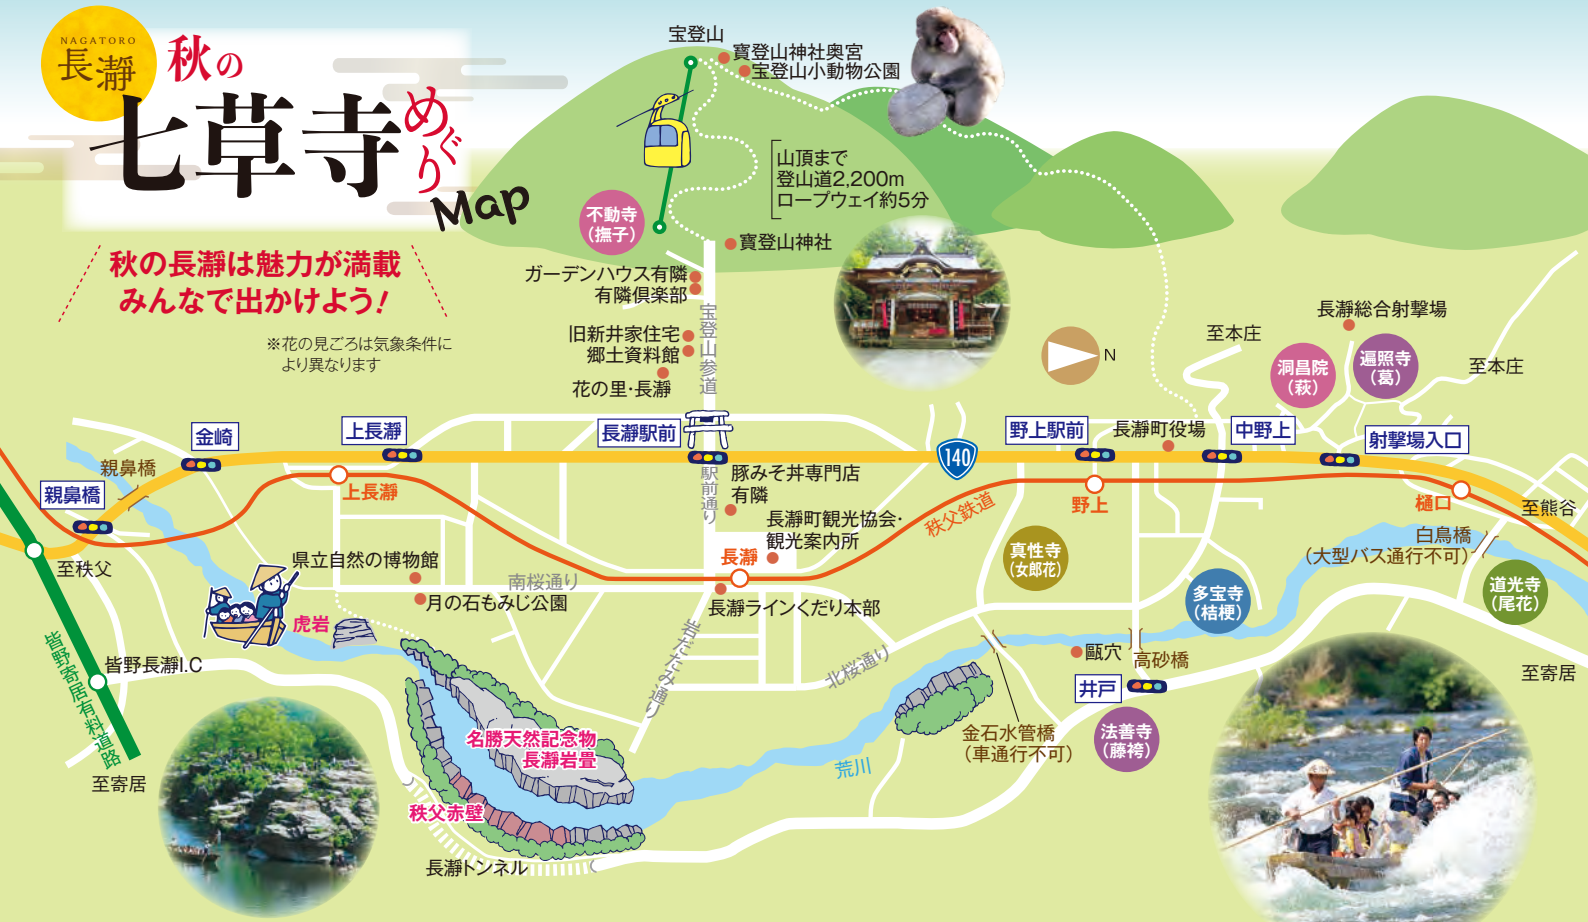 NAGATORO
長瀞
秋の
七草寺
めぐり
Map
秋の長瀞は魅力が満載
みんなで出かけよう!
※花の見ごろは気象条件に
より異なります
宝登山
寶登山神社奥宮
宝登山小動物公園
山頂まで
登山道2,200m
ロープウェイ約5分
不動寺
(撫子)
寶登山神社
ガーデンハウス有隣
有隣倶楽部
宝登山参道
旧新井家住宅
郷土資料館
花の里・長瀞
N
至本庄
長瀞総合射撃場
洞昌院
(萩)
遍照寺
(葛)
至本庄
金崎
上長瀞
長瀞駅前
140
野上駅前
長瀞町役場
中野上
射撃場入口
親鼻橋
親鼻橋
上長瀞
駅前通り
豚みそ丼専門店
有隣
長瀞町観光協会・
観光案内所
長瀞
秩父鉄道
野上
樋口
至熊谷
白鳥橋
(大型バス通行不可)
真性寺
(女郎花)
多宝寺
(桔梗)
道光寺
(尾花)
至秩父
県立自然の博物館
南桜通り
月の石もみじ公園
長瀞ラインくだり本部
虎岩
岩だたみ通り
北桜通り
甌穴
高砂橋
井戸
至寄居
皆野寄居有料道路
皆野長瀞I.C
至寄居
名勝天然記念物
長瀞岩畳
秩父赤壁
荒川
金石水管橋
(車通行不可)
法善寺
(藤袴)
長瀞トンネル